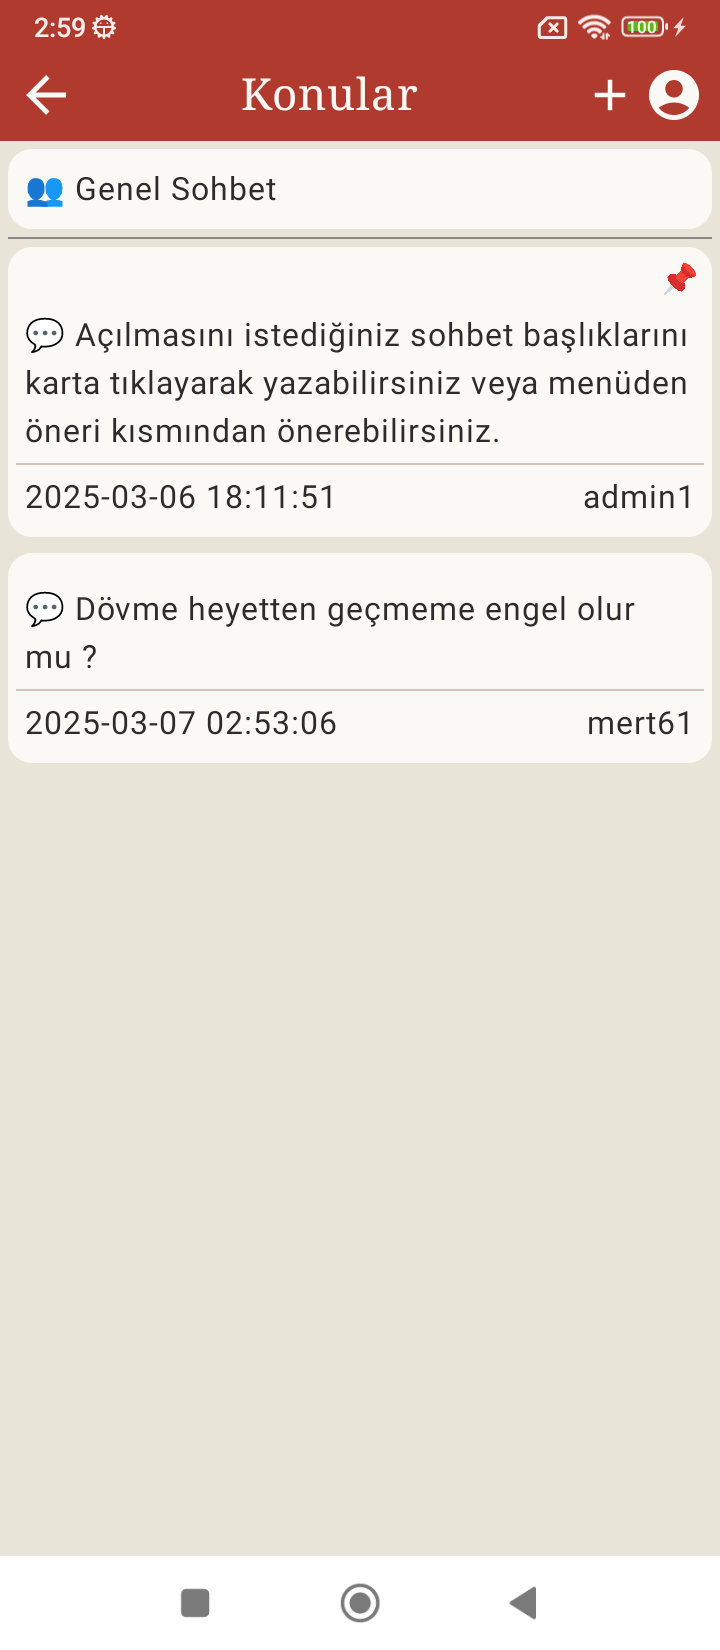 2:59
100
Konular
👥 Genel Sohbet
💬 Açılmasını istediğiniz sohbet başlıklarını
karta tıklayarak yazabilirsiniz veya menüden
öneri kısmından önerebilirsiniz.
2025-03-06 18:11:51 admin1
💬 Dövme heyetten geçmeme engel olur
mu ?
2025-03-07 02:53:06 mert61